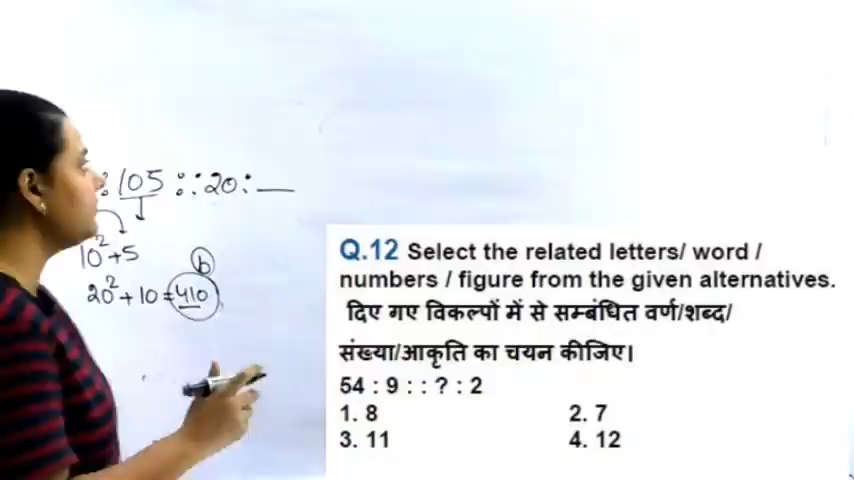 : 105 :: 20: __
10²+5
b
20²+10 = 410
Q.12 Select the related letters/ word /
numbers / figure from the given alternatives.
दिए गए विकल्पों में से सम्बंधित वर्ण/शब्द/
संख्या/आकृति का चयन कीजिए।
54 : 9 : : ? : 2
1. 8 2. 7
3. 11 4. 12